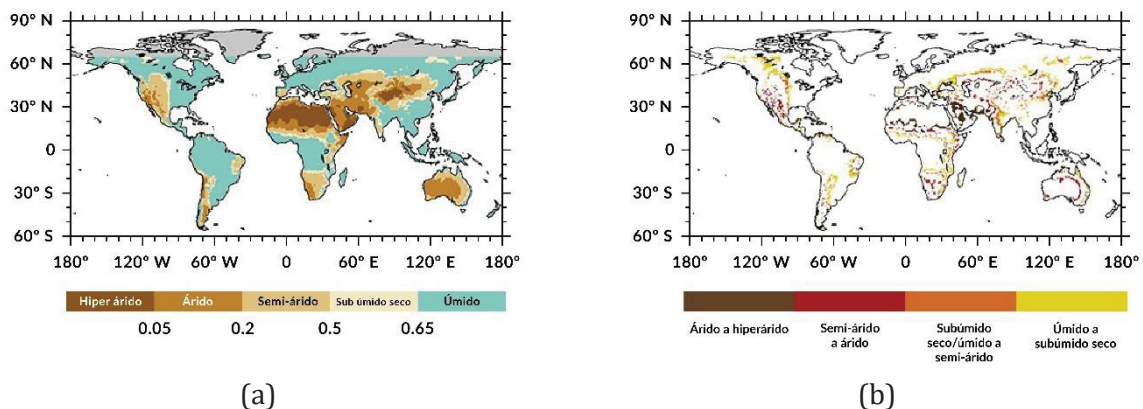 90° N
60° N
30° N
0
30° S
60° S
180° 120° W 60° W 0 60° E 120° E 180°
Hiper árido Árido Semi-árido Sub úmido seco Úmido
0.05 0.2 0.5 0.65
(a)
90° N
60° N
30° N
0
30° S
60° S
180° 120° W 60° W 0 60° E 120° E 180°
Árido a hiperárido
Semi-árido
a árido
Subúmido
seco/úmido a
semi-árido
Úmido a
subúmido seco
(b)